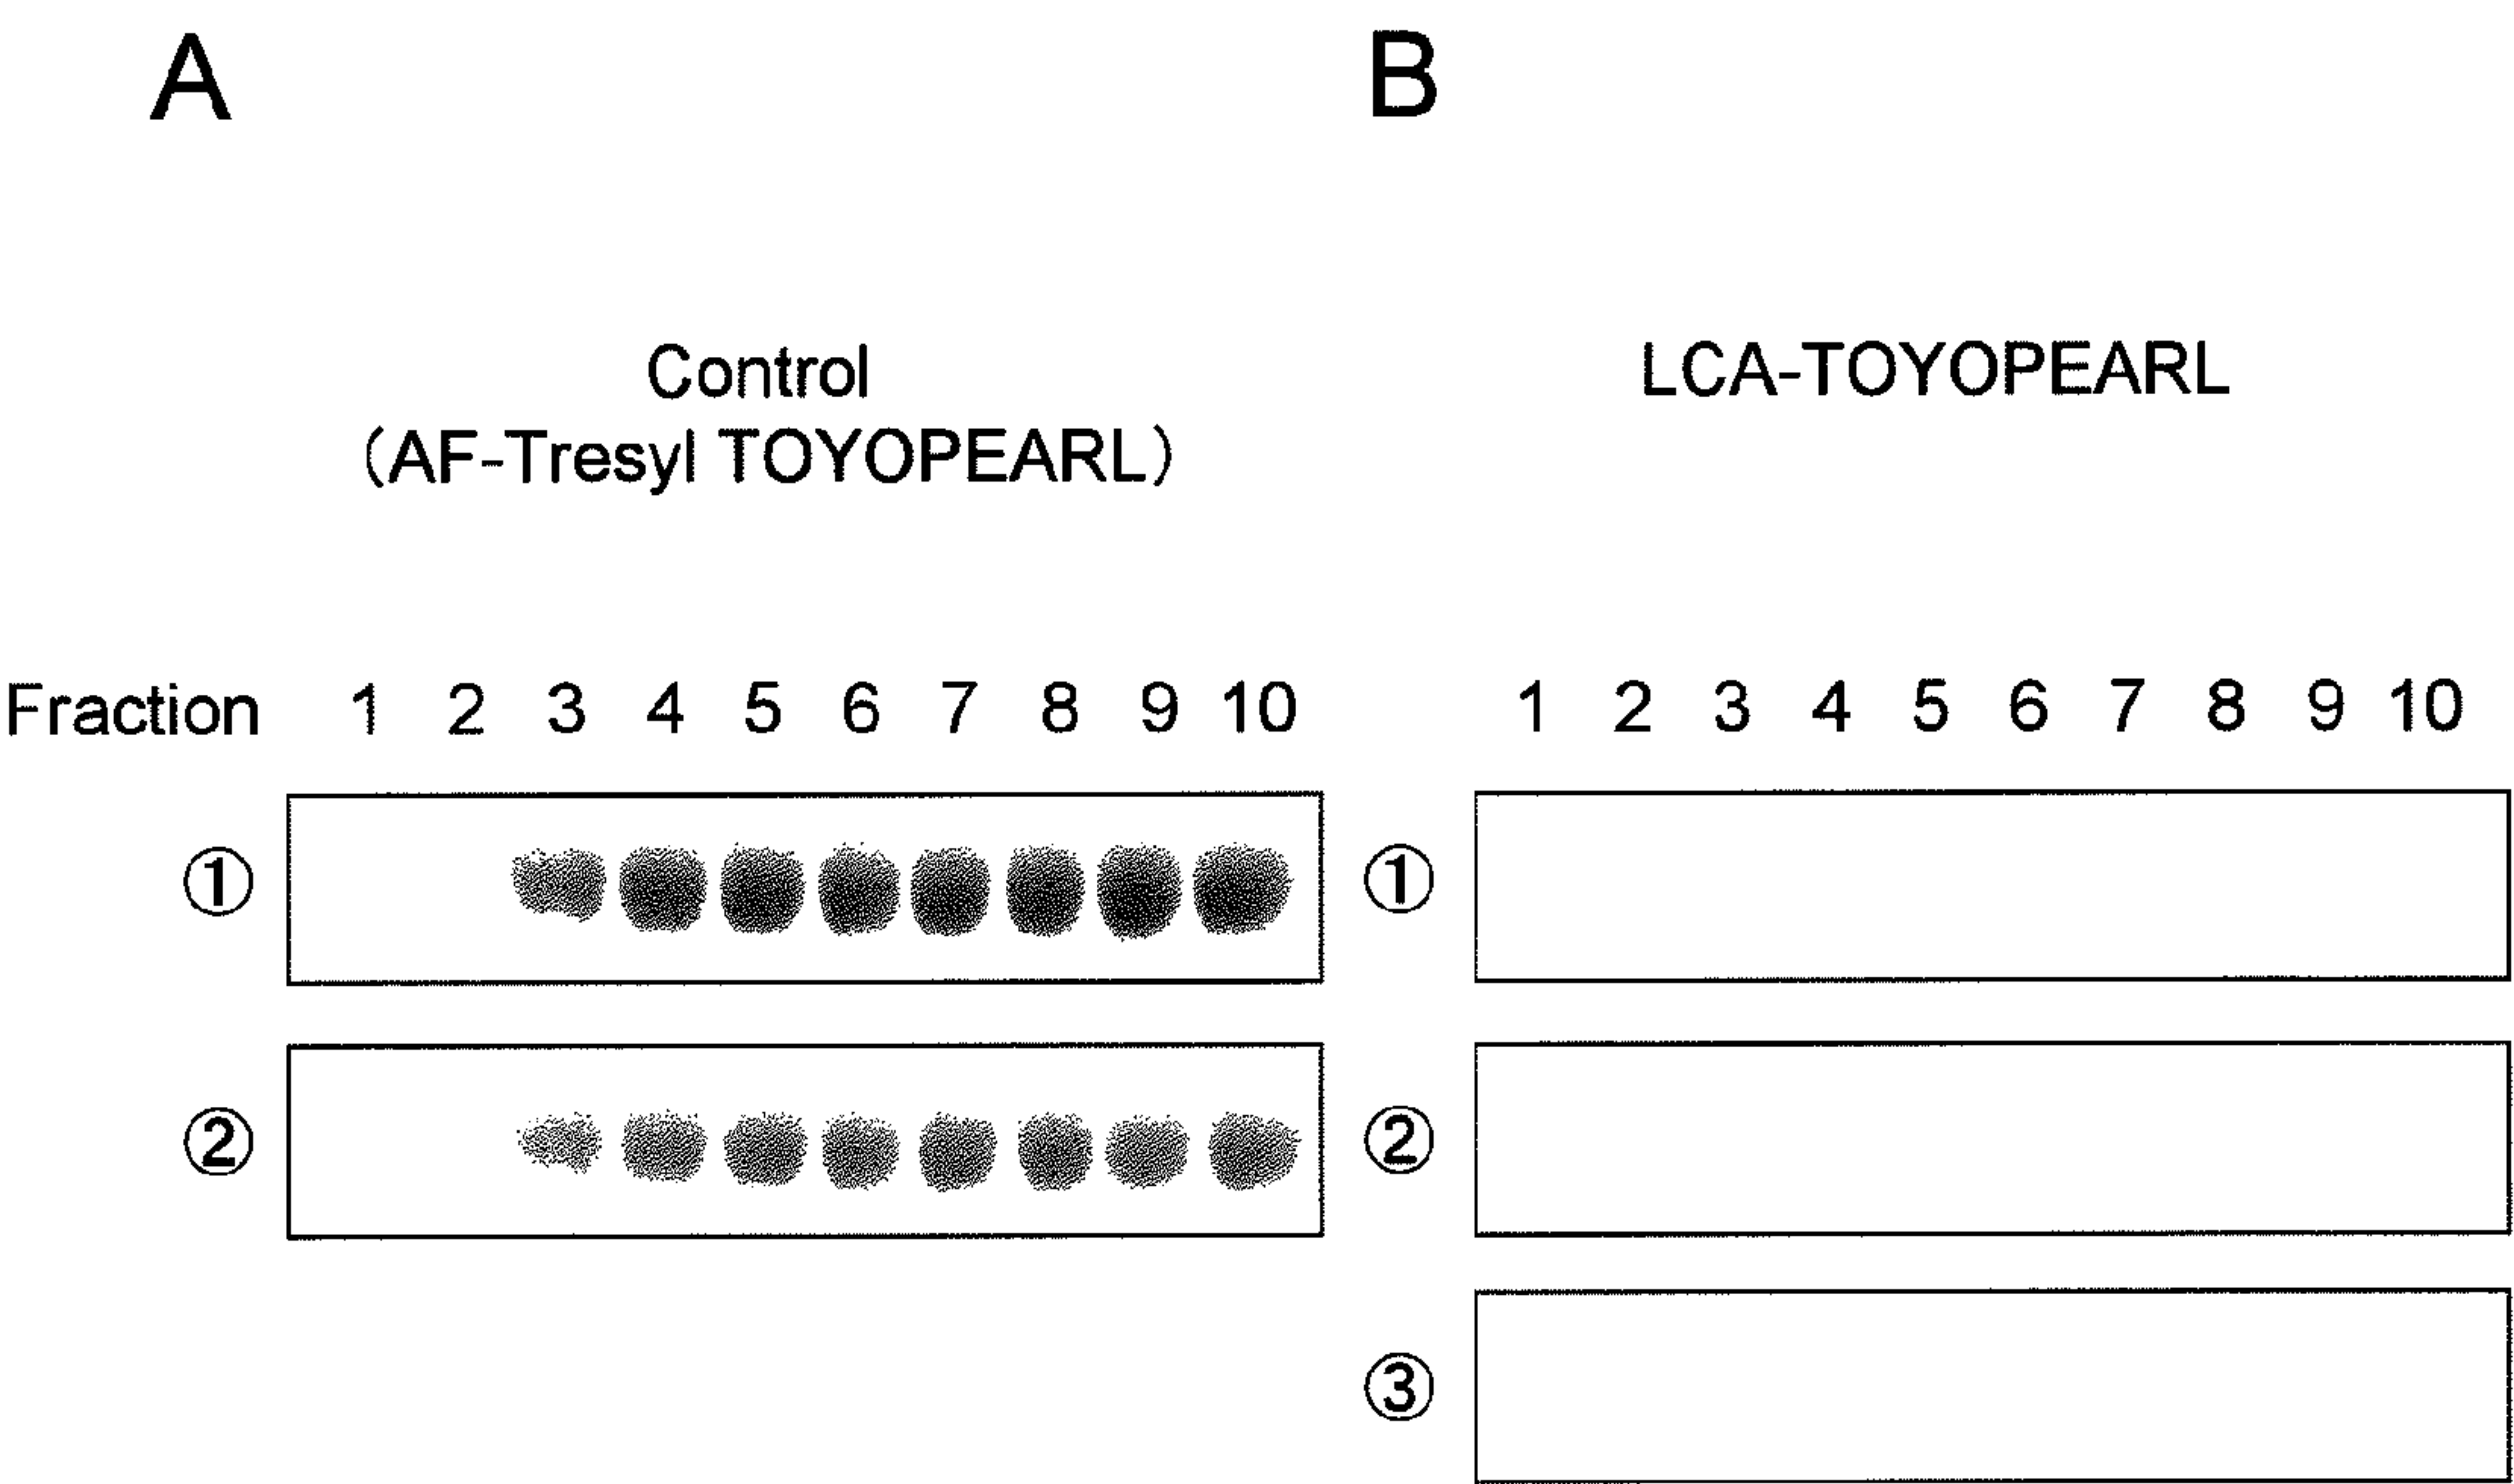 A
B
Control
(AF-Tresyl TOYOPEARL)
LCA-TOYOPEARL
Fraction 1 2 3 4 5 6 7 8 9 10
1 2 3 4 5 6 7 8 9 10
①
①
②
②
③